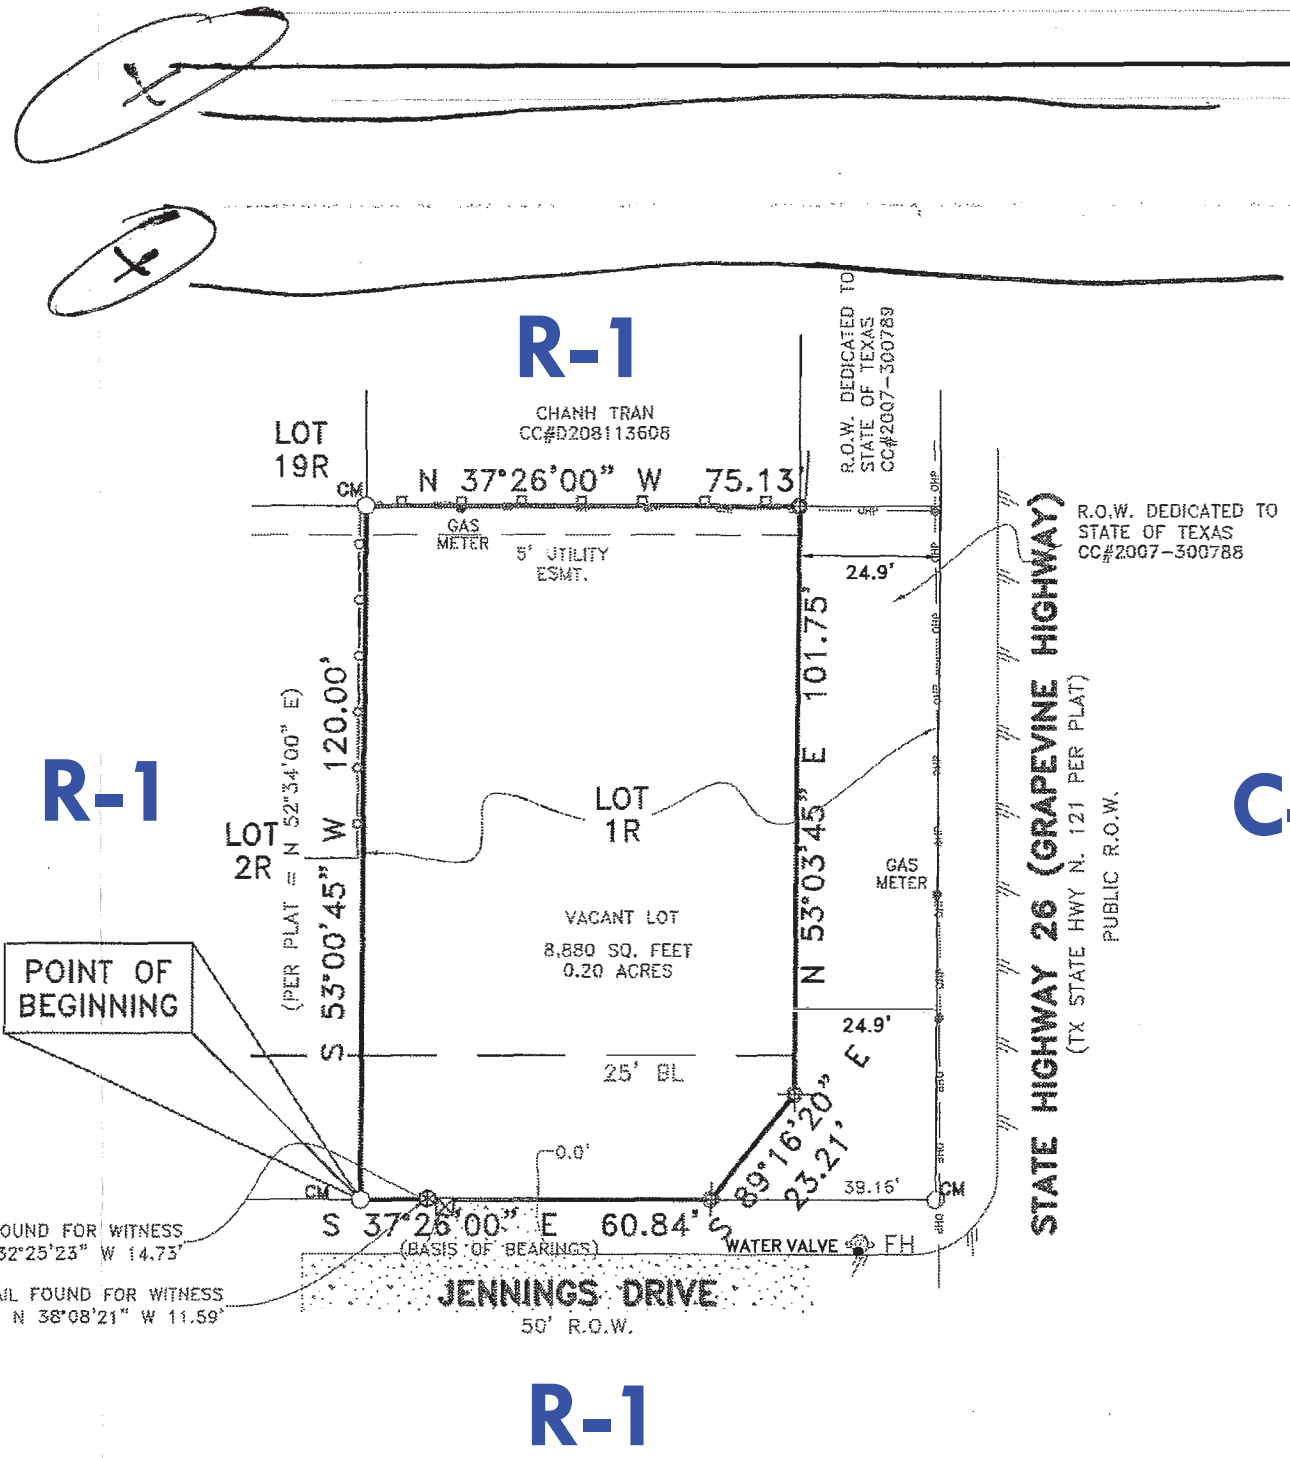 R-1
R.O.W. DEDICATED TO
STATE OF TEXAS
CC#2007-300789
CHANH TRAN
CC#D208113608
LOT
19R
CM
N 37°26'00" W 75.13'
OHP
GAS
METER
5' UTILITY
ESMT.
24.9'
R.O.W. DEDICATED TO
STATE OF TEXAS
CC#2007-300788
S 53°00'45" W 120.00'
(PER PLAT = N 52°34'00" E)
N 53°03'45" E 101.75'
STATE HIGHWAY 26 (GRAPEVINE HIGHWAY)
(TX STATE HWY N. 121 PER PLAT)
PUBLIC R.O.W.
R-1
C-
LOT
2R
LOT
1R
GAS
METER
VACANT LOT
8,880 SQ. FEET
0.20 ACRES
POINT OF
BEGINNING
24.9'
25' BL
S 89°16'20" E
23.21'
0.0'
39.16'
CM
CM
OUND FOR WITNESS
32°25'23" W 14.73'
S 37°26'00" E 60.84'
(BASIS OF BEARINGS)
WATER VALVE FH
AIL FOUND FOR WITNESS
N 38°08'21" W 11.59'
JENNINGS DRIVE
50' R.O.W.
R-1